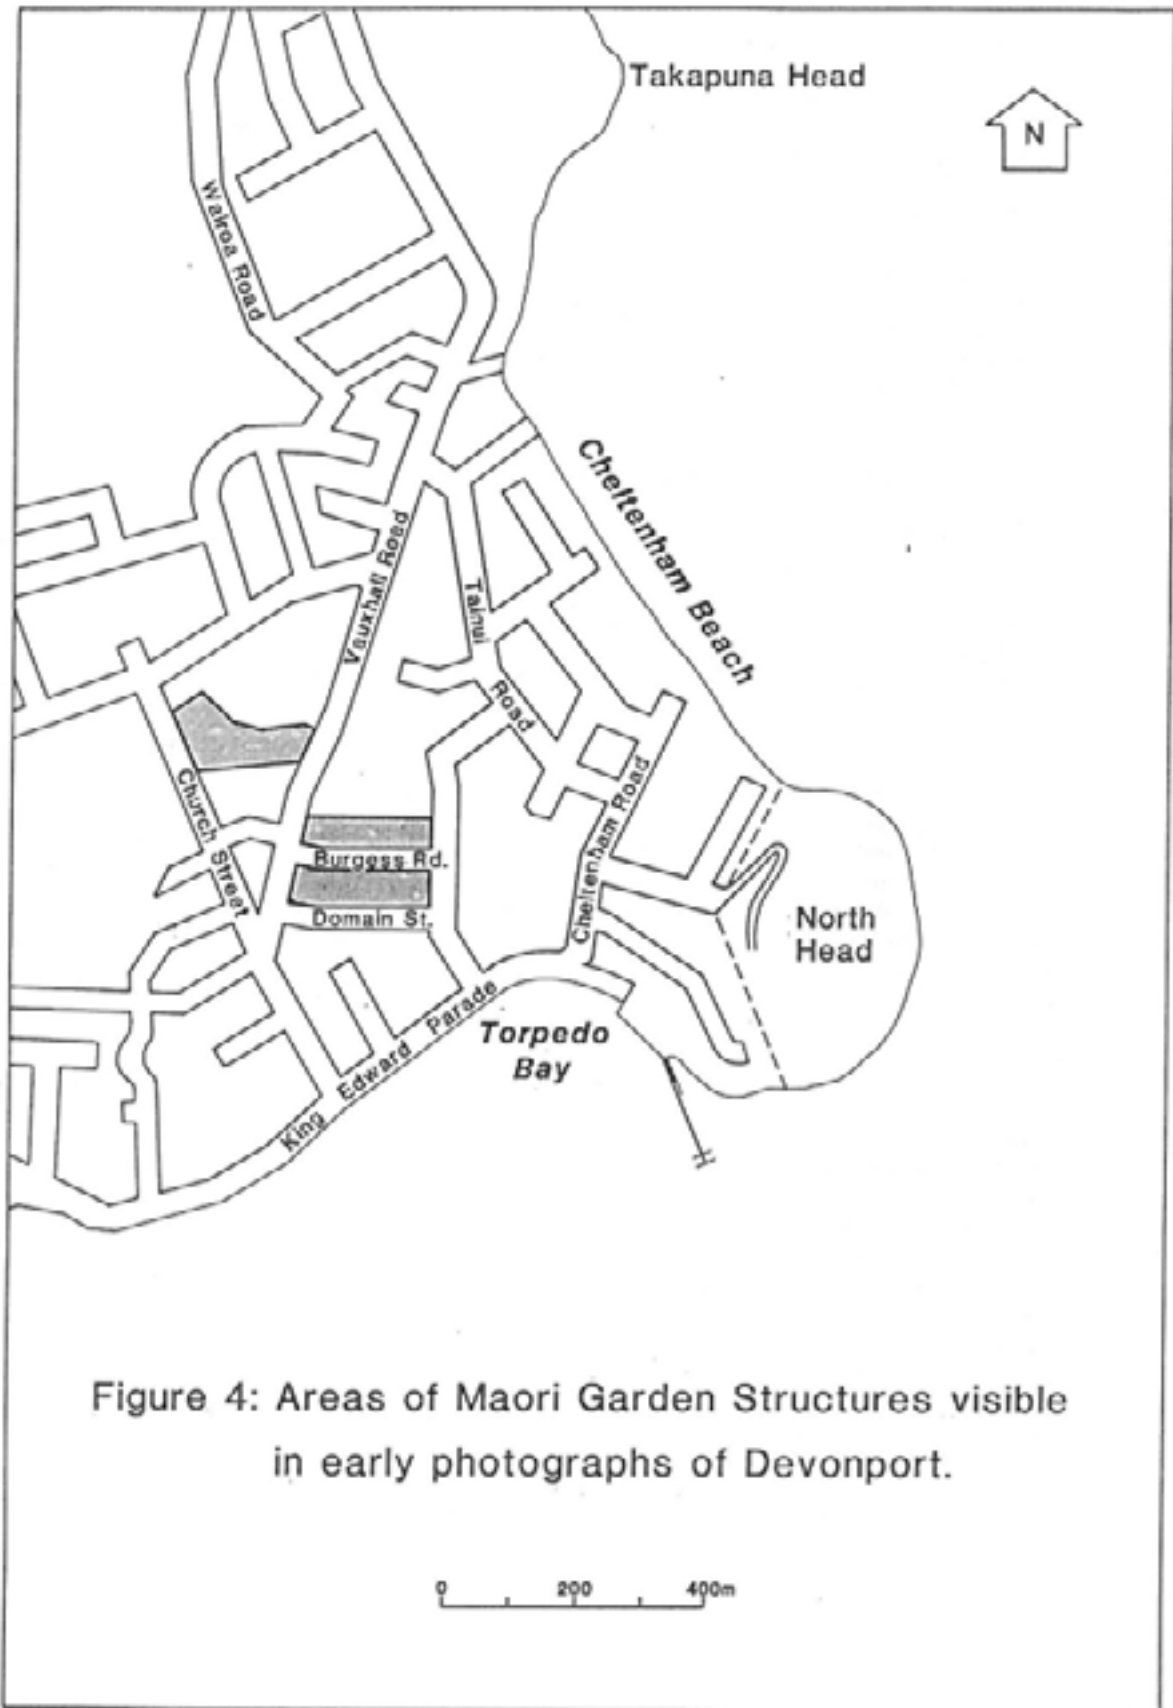 Takapuna Head
N
Wairoa Road
Cheltenham Beach
Vauxhall Road
Tainui
Road
Church Street
Cheltenham Road
Burgess Rd.
Domain St.
North
Head
King Edward Parade
Torpedo
Bay
Figure 4: Areas of Maori Garden Structures visible
in early photographs of Devonport.
0 200 400m